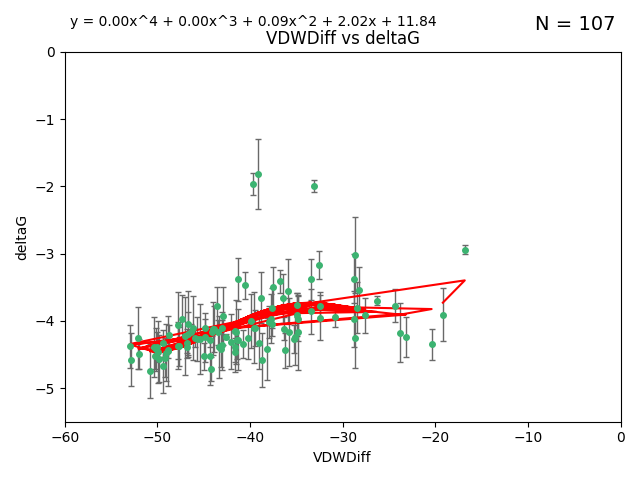 y = 0.00x^4 + 0.00x^3 + 0.09x^2 + 2.02x + 11.84
N = 107
VDWDiff vs deltaG
0
−1
−2
−3
−4
−5
deltaG
−60 −50 −40 −30 −20 −10 0
VDWDiff